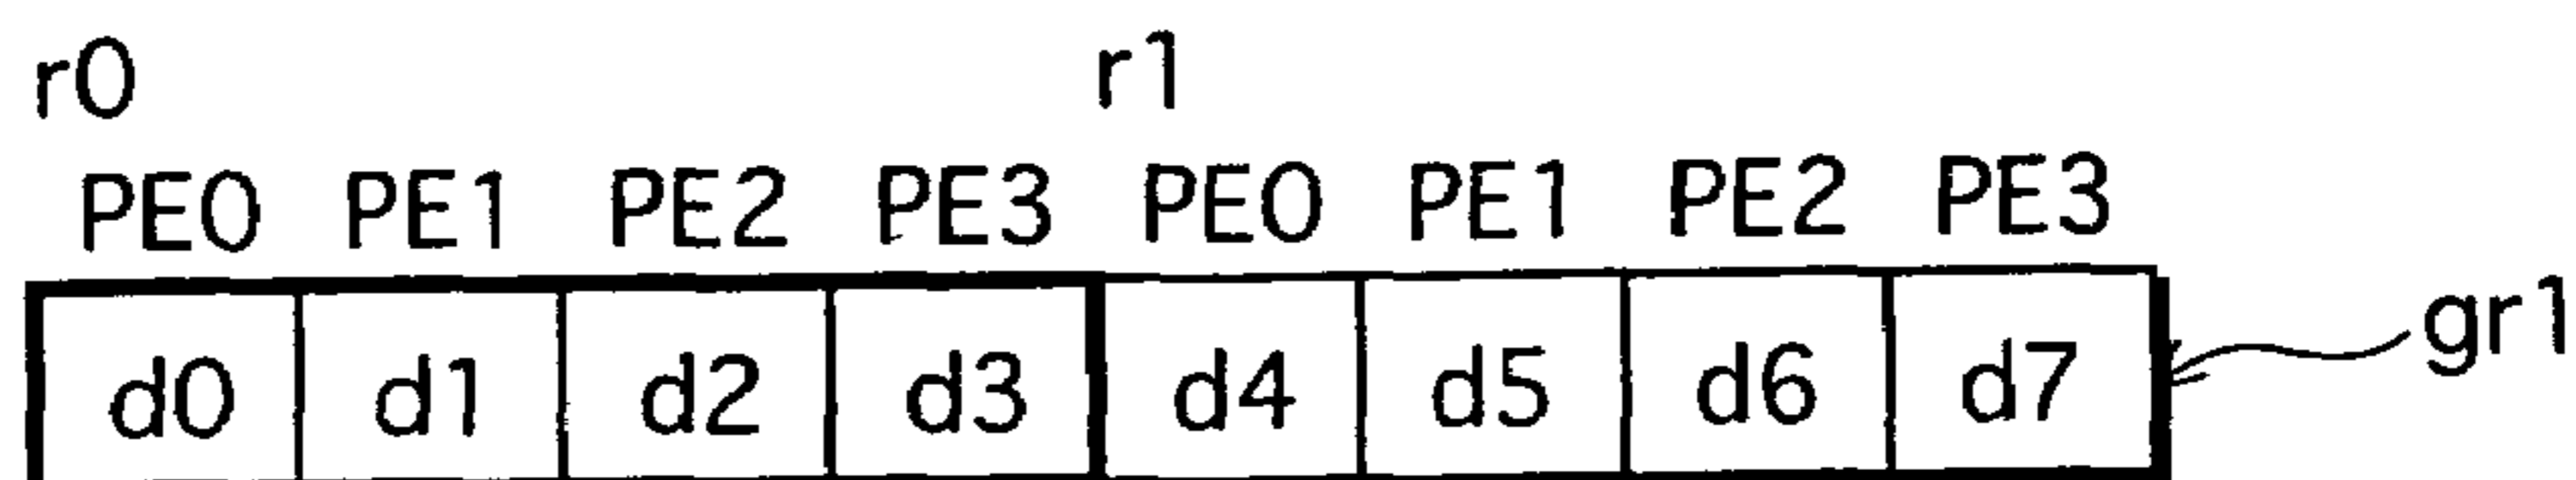 r0 r1
PE0 PE1 PE2 PE3 PE0 PE1 PE2 PE3
d0 d1 d2 d3 d4 d5 d6 d7 gr1